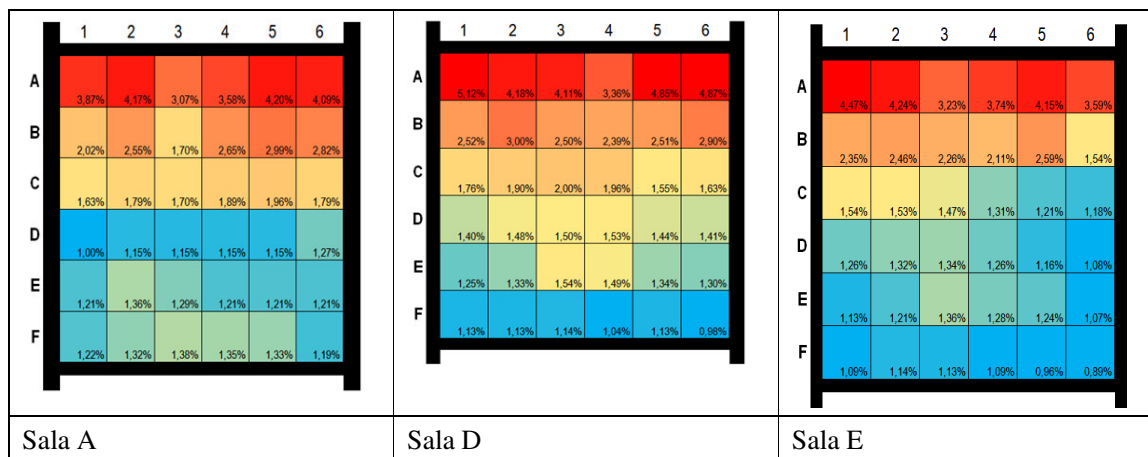 1 2 3 4 5 6
A 3,87% 4,17% 3,07% 3,58% 4,20% 4,09%
B 2,02% 2,55% 1,70% 2,65% 2,99% 2,82%
C 1,63% 1,79% 1,70% 1,89% 1,96% 1,79%
D 1,00% 1,15% 1,15% 1,15% 1,15% 1,27%
E 1,21% 1,36% 1,29% 1,21% 1,21% 1,21%
F 1,22% 1,32% 1,38% 1,35% 1,33% 1,19%
Sala A
1 2 3 4 5 6
A 5,12% 4,18% 4,11% 3,36% 4,85% 4,87%
B 2,52% 3,00% 2,50% 2,39% 2,51% 2,90%
C 1,76% 1,90% 2,00% 1,96% 1,55% 1,63%
D 1,40% 1,48% 1,50% 1,53% 1,44% 1,41%
E 1,25% 1,33% 1,54% 1,49% 1,34% 1,30%
F 1,13% 1,13% 1,14% 1,04% 1,13% 0,98%
Sala D
1 2 3 4 5 6
A 4,47% 4,24% 3,23% 3,74% 4,15% 3,59%
B 2,35% 2,46% 2,26% 2,11% 2,59% 1,54%
C 1,54% 1,53% 1,47% 1,31% 1,21% 1,18%
D 1,26% 1,32% 1,34% 1,26% 1,16% 1,08%
E 1,13% 1,21% 1,36% 1,28% 1,24% 1,07%
F 1,09% 1,14% 1,13% 1,09% 0,96% 0,89%
Sala E